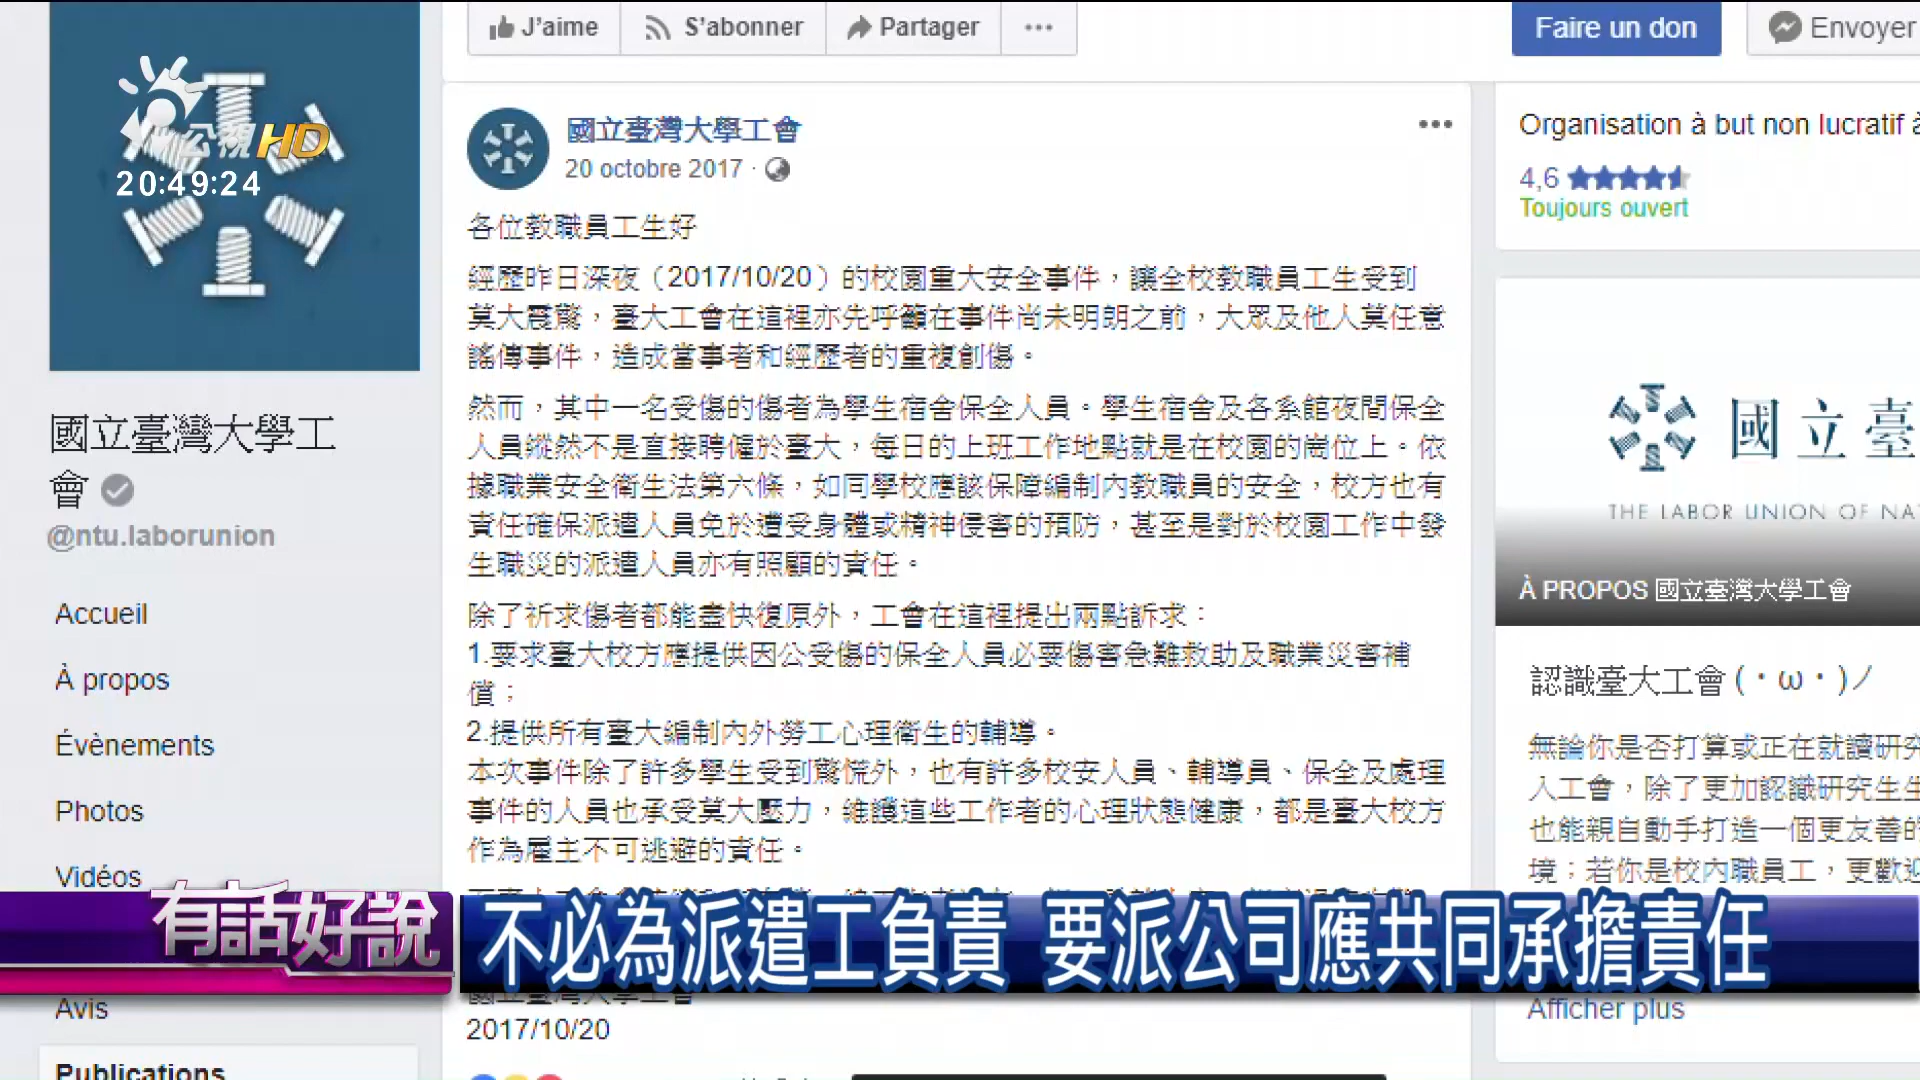 J'aime
S'abonner
Partager
Faire un don
Envoyer
公視HD
20:49:24
國立臺灣大學工
會
@ntu.laborunion
Accueil
À propos
Évènements
Photos
Vidéos
Avis
Publications
國立臺灣大學工會
20 octobre 2017
各位教職員工生好
經歷昨日深夜（2017/10/20）的校園重大安全事件，讓全校教職員工生受到
莫大震驚，臺大工會在這裡亦先呼籲在事件尚未明朗之前，大眾及他人莫任意
謠傳事件，造成當事者和經歷者的重複創傷。
然而，其中一名受傷的傷者為學生宿舍保全人員。學生宿舍及各系館夜間保全
人員縱然不是直接聘僱於臺大，每日的上班工作地點就是在校園的崗位上。依
據職業安全衛生法第六條，如同學校應該保障編制內教職員的安全，校方也有
責任確保派遣人員免於遭受身體或精神侵害的預防，甚至是對於校園工作中發
生職災的派遣人員亦有照顧的責任。
除了祈求傷者都能盡快復原外，工會在這裡提出兩點訴求：
1.要求臺大校方應提供因公受傷的保全人員必要傷害急難救助及職業災害補
償；
2.提供所有臺大編制內外勞工心理衛生的輔導。
本次事件除了許多學生受到驚慌外，也有許多校安人員、輔導員、保全及處理
事件的人員也承受莫大壓力，維護這些工作者的心理狀態健康，都是臺大校方
作為雇主不可逃避的責任。
國立臺灣大學工會
2017/10/20
Organisation à but non lucratif à
4,6
Toujours ouvert
國立臺
THE LABOR UNION OF NA
À PROPOS 國立臺灣大學工會
認識臺大工會 (・ω・)ノ
無論你是否打算或正在就讀研究
入工會，除了更加認識研究生生
也能親自動手打造一個更友善的
境；若你是校內職員工，更歡迎
Afficher plus
有話好說
不必為派遣工負責 要派公司應共同承擔責任